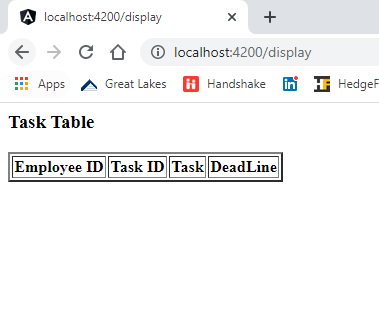 localhost:4200/display
localhost:4200/display
Apps Great Lakes Handshake HedgeF
Task Table
Employee ID Task ID Task DeadLine